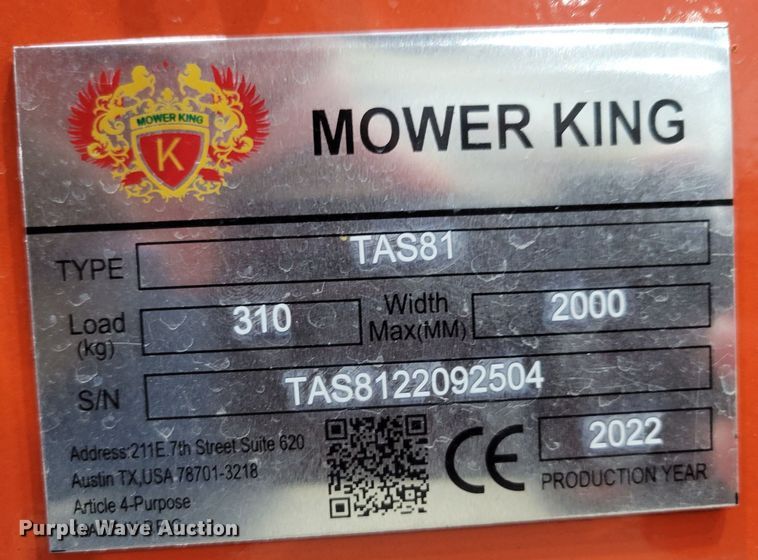 MOWER KING
K
MOWER KING
TYPE TAS81
Load (kg) 310 Width Max(MM) 2000
S/N TAS8122092504
Address:211E.7th Street Suite 620
Austin TX,USA 78701-3218
Article 4-Purpose
CE
2022
PRODUCTION YEAR
Purple Wave Auction